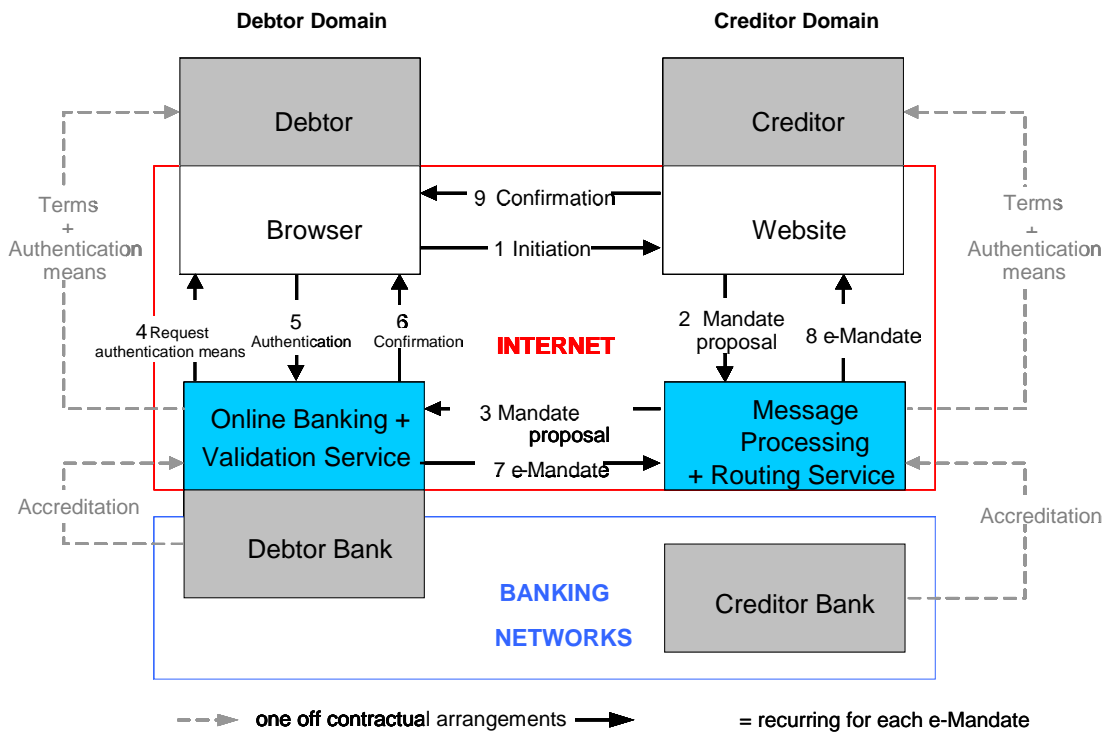 Debtor Domain
Creditor Domain
Debtor
Creditor
Terms
+
Authentication
means
Terms
+
Authentication
means
9 Confirmation
Browser
Website
1 Initiation
4 Request
authentication means
5
Authentication
6
Confirmation
INTERNET
2 Mandate
proposal
8 e-Mandate
Online Banking +
Validation Service
3 Mandate
proposal
7 e-Mandate
Message
Processing
+ Routing Service
Accreditation
Accreditation
Debtor Bank
BANKING
NETWORKS
Creditor Bank
one off contractual arrangements
= recurring for each e-Mandate